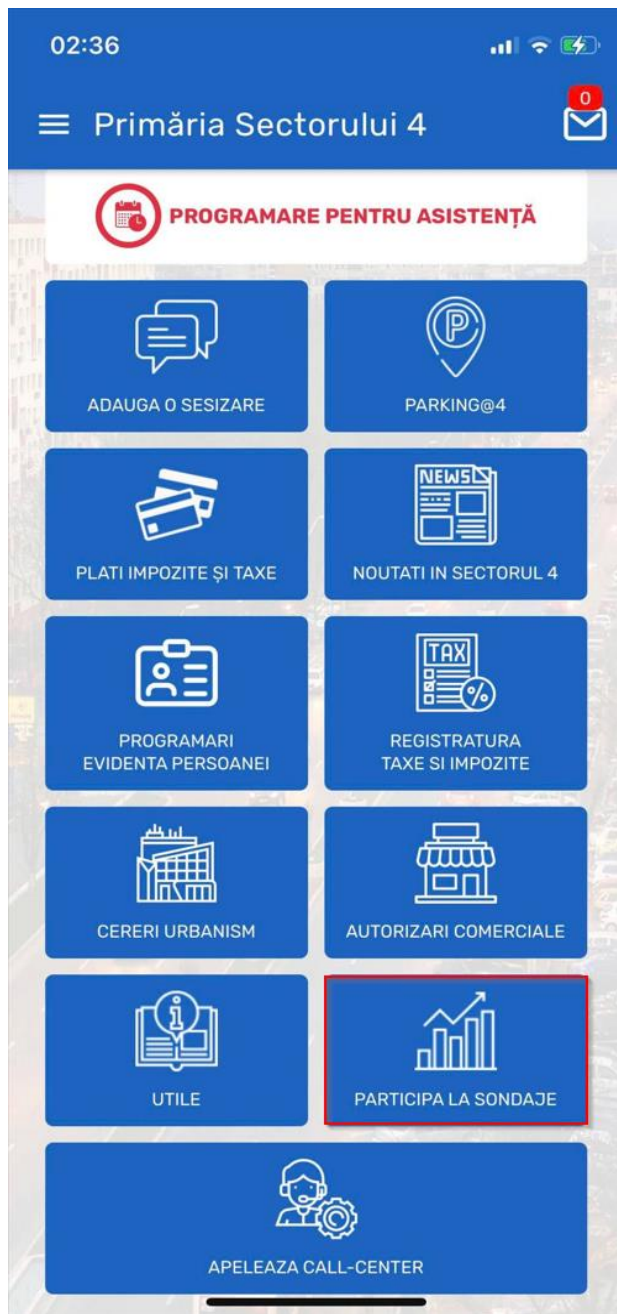 02:36
0
Primăria Sectorului 4
PROGRAMARE PENTRU ASISTENȚĂ
ADAUGA O SESIZARE
P
PARKING@4
PLATI IMPOZITE ȘI TAXE
NEWS
NOUTATI IN SECTORUL 4
PROGRAMARI
EVIDENTA PERSOANEI
TAX
%
REGISTRATURA
TAXE SI IMPOZITE
CERERI URBANISM
AUTORIZARI COMERCIALE
i
UTILE
PARTICIPA LA SONDAJE
APELEAZA CALL-CENTER